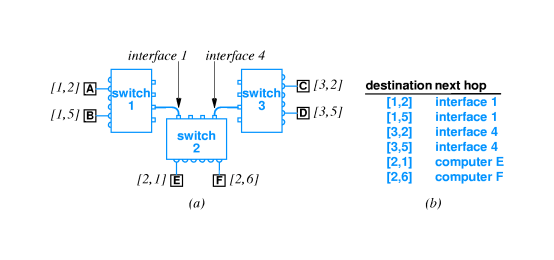 interface 1 interface 4
[1,2] A
[1,5] B
switch
1
switch
3
C [3,2]
D [3,5]
switch
2
[2,1] E
F [2,6]
(a)
destination next hop
[1,2] interface 1
[1,5] interface 1
[3,2] interface 4
[3,5] interface 4
[2,1] computer E
[2,6] computer F
(b)